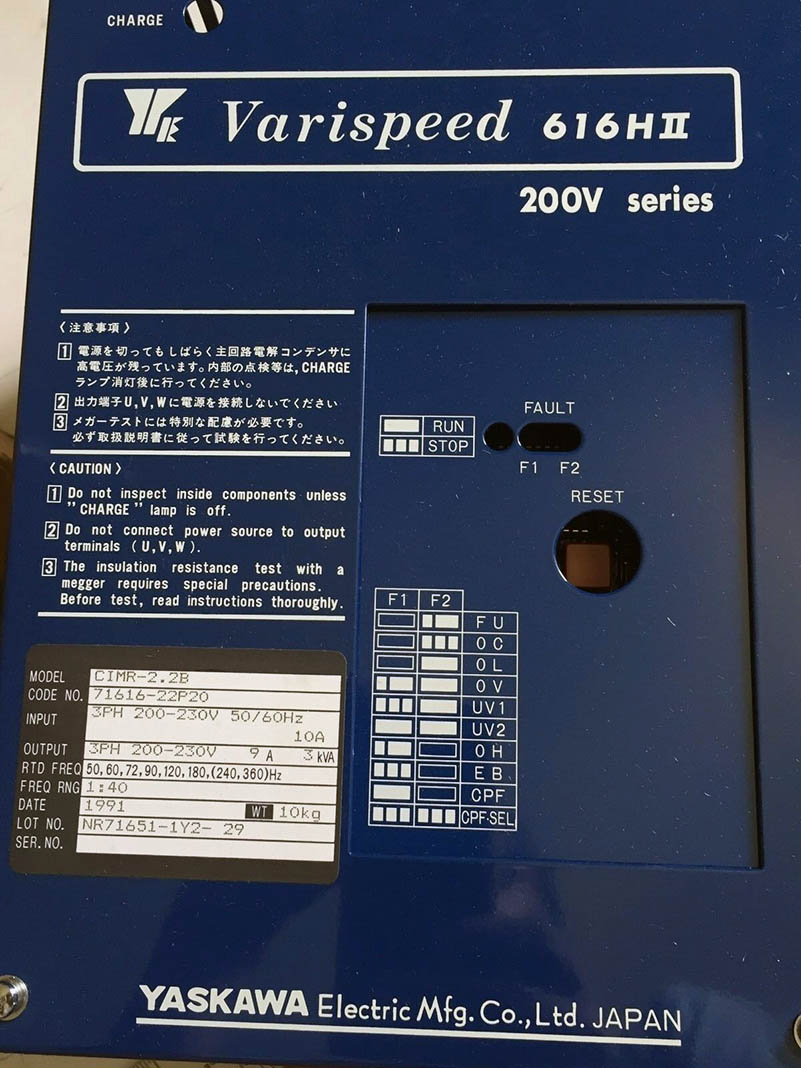 CHARGE
Varispeed 616HII
200V series
〈注意事項〉
1 電源を切ってもしばらく主回路電解コンデンサに
高電圧が残っています。内部の点検等は,CHARGE
ランプ消灯後に行ってください。
2 出力端子U,V,Wに電源を接続しないでください
3 メガーテストには特別な配慮が必要です。
必ず取扱説明書に従って試験を行ってください。
〈CAUTION〉
1 Do not inspect inside components unless
"CHARGE" lamp is off.
2 Do not connect power source to output
terminals (U,V,W).
3 The insulation resistance test with a
megger requires special precautions.
Before test, read instructions thoroughly.
RUN
STOP
FAULT
F1 F2
RESET
F1 F2
FU
OC
OL
OV
UV1
UV2
OH
EB
CPF
CPF·SEL
MODEL CIMR-2.2B
CODE NO. 71616-22P20
INPUT 3PH 200-230V 50/60Hz
10A
OUTPUT 3PH 200-230V 9 A 3 kVA
RTD FREQ 50,60,72,90,120,180,(240,360)Hz
FREQ RNG 1:40
DATE 1991 WT 10kg
LOT NO. NR71651-1Y2- 29
SER.NO.
YASKAWA Electric Mfg.Co.,Ltd. JAPAN